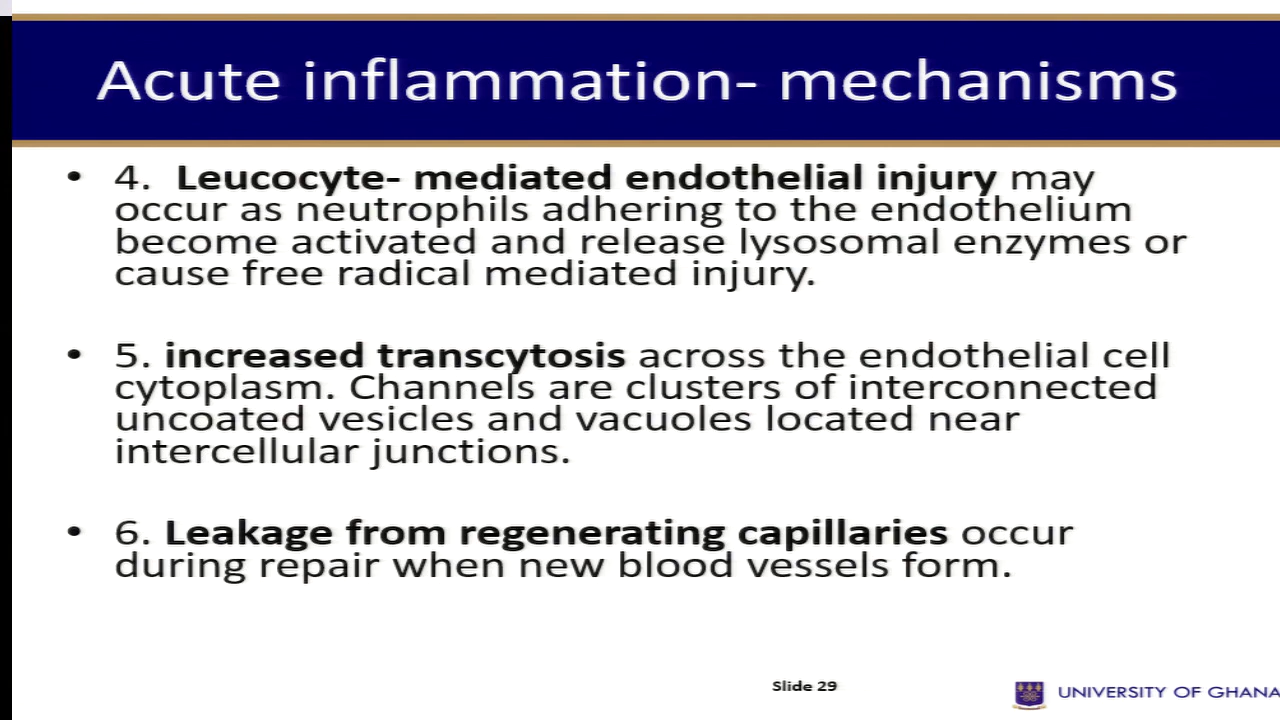 Acute inflammation- mechanisms
• 4. Leucocyte- mediated endothelial injury may
occur as neutrophils adhering to the endothelium
become activated and release lysosomal enzymes or
cause free radical mediated injury.
• 5. increased transcytosis across the endothelial cell
cytoplasm. Channels are clusters of interconnected
uncoated vesicles and vacuoles located near
intercellular junctions.
• 6. Leakage from regenerating capillaries occur
during repair when new blood vessels form.
Slide 29
UNIVERSITY OF GHANA